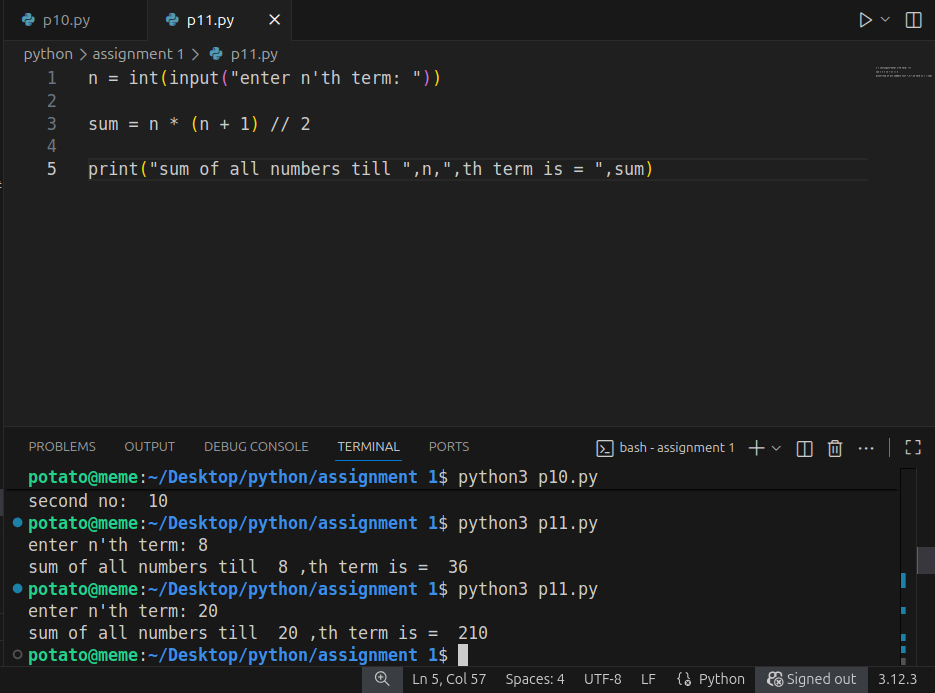 p10.py
p11.py
python > assignment 1 > p11.py
1 n = int(input("enter n'th term: "))
2
3 sum = n * (n + 1) // 2
4
5 print("sum of all numbers till ",n,",th term is = ",sum)
PROBLEMS OUTPUT DEBUG CONSOLE TERMINAL PORTS bash - assignment 1
potato@meme:~/Desktop/python/assignment 1$ python3 p10.py
second no:  10
potato@meme:~/Desktop/python/assignment 1$ python3 p11.py
enter n'th term: 8
sum of all numbers till  8 ,th term is =  36
potato@meme:~/Desktop/python/assignment 1$ python3 p11.py
enter n'th term: 20
sum of all numbers till  20 ,th term is =  210
potato@meme:~/Desktop/python/assignment 1$
Ln 5, Col 57 Spaces: 4 UTF-8 LF Python Signed out 3.12.3